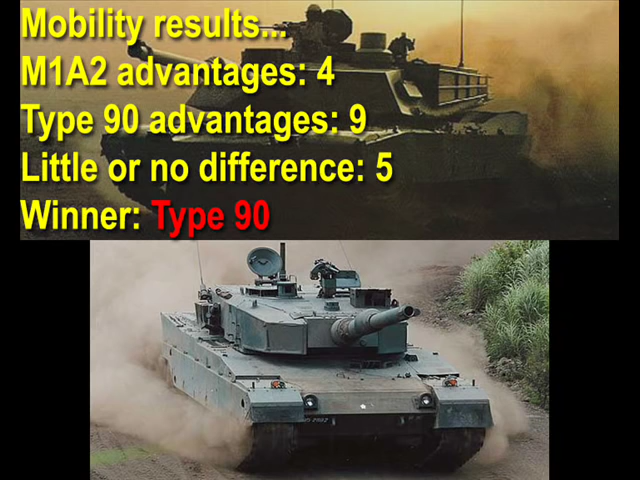 Mobility results...
M1A2 advantages: 4
Type 90 advantages: 9
Little or no difference: 5
Winner: Type 90